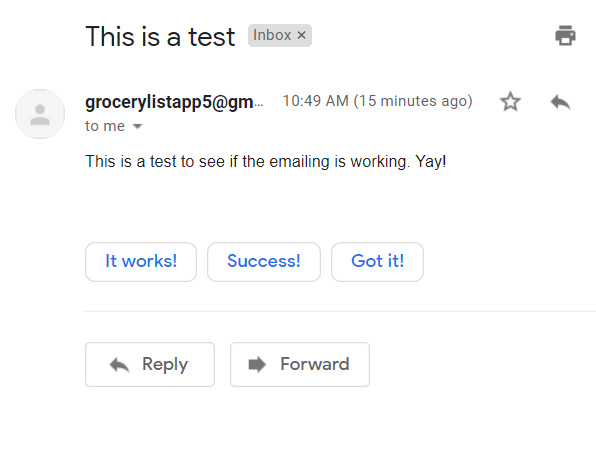 This is a test Inbox ×
grocerylistapp5@gm... 10:49 AM (15 minutes ago)
to me
This is a test to see if the emailing is working. Yay!
It works! Success! Got it!
Reply Forward